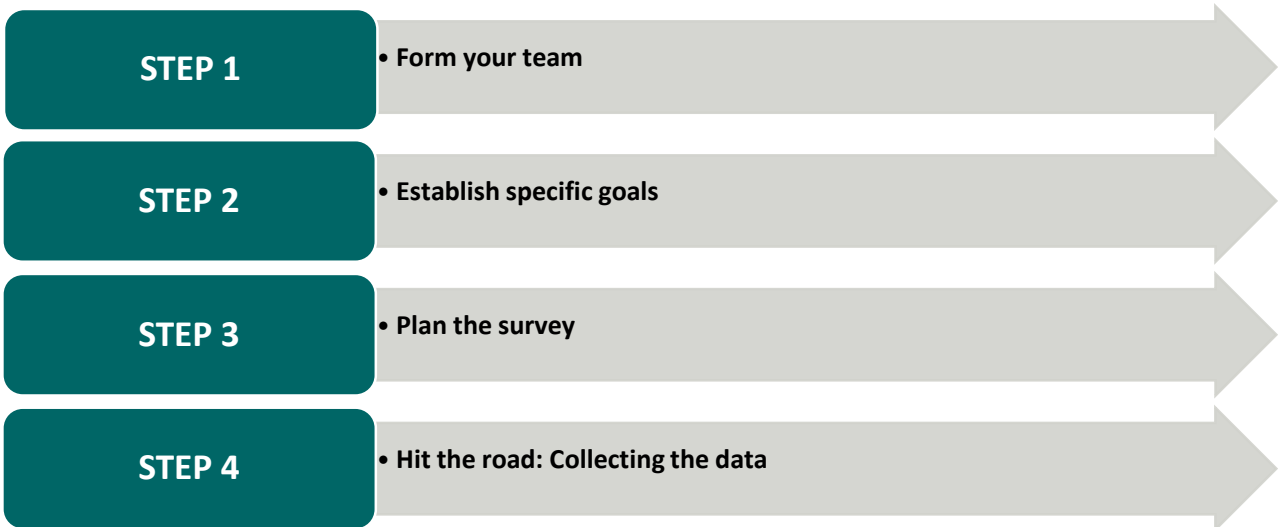 STEP 1
• Form your team
STEP 2
• Establish specific goals
STEP 3
• Plan the survey
STEP 4
• Hit the road: Collecting the data